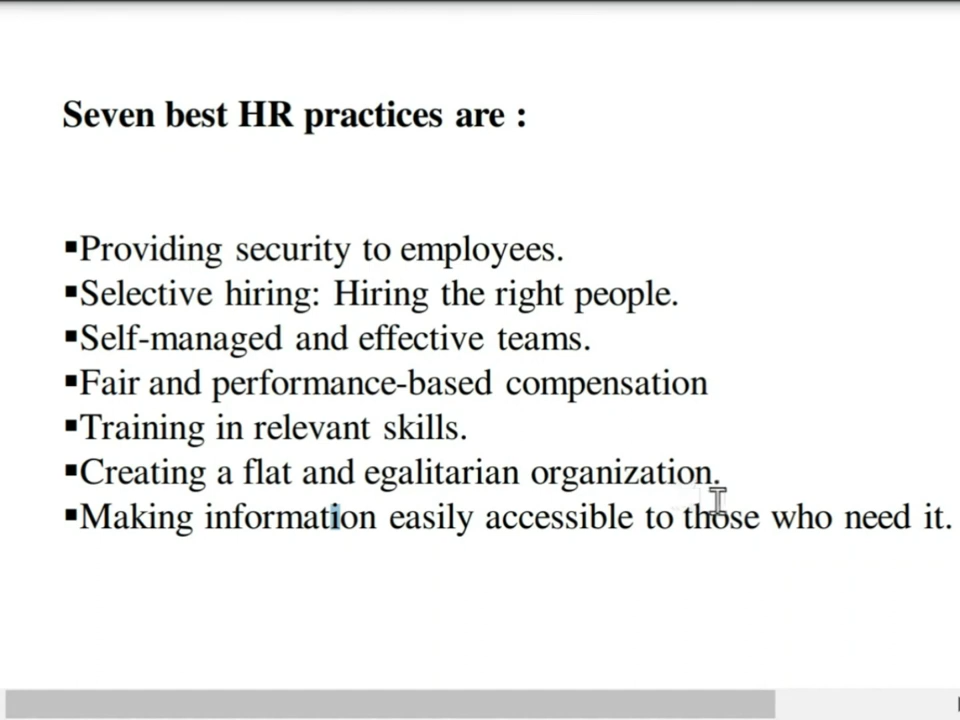 Seven best HR practices are :
▪Providing security to employees.
▪Selective hiring: Hiring the right people.
▪Self-managed and effective teams.
▪Fair and performance-based compensation
▪Training in relevant skills.
▪Creating a flat and egalitarian organization.
▪Making information easily accessible to those who need it.